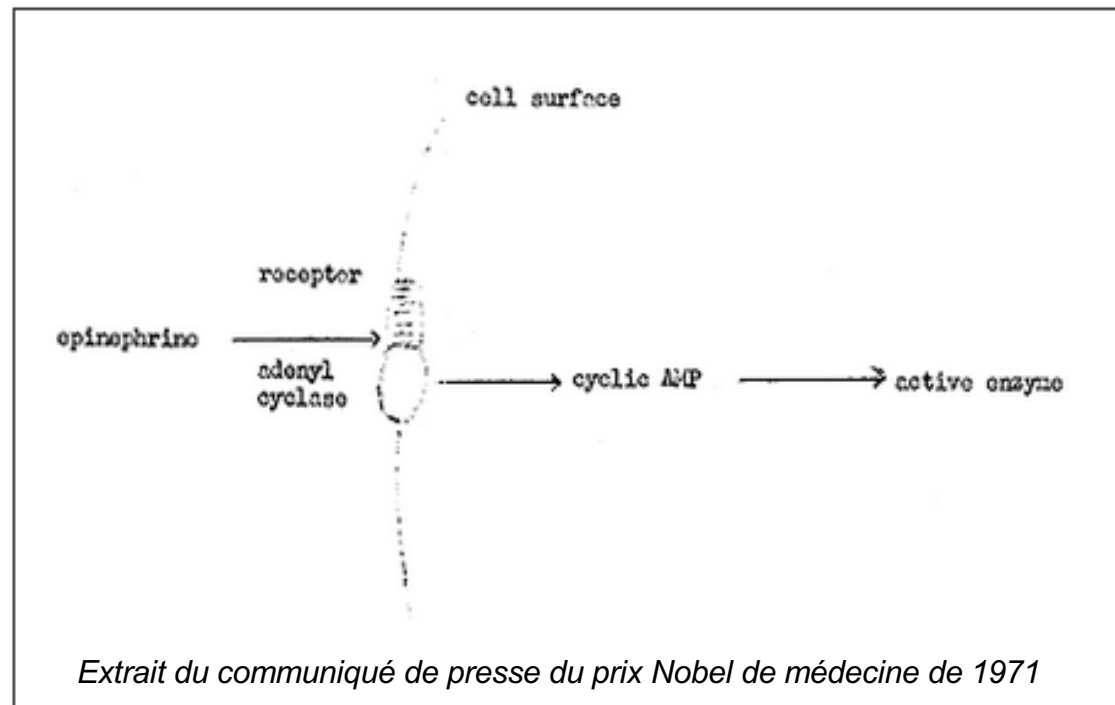 cell surface
receptor
epinephrine
adenyl
cyclase
cyclic AMP
active enzyme
Extrait du communiqué de presse du prix Nobel de médecine de 1971